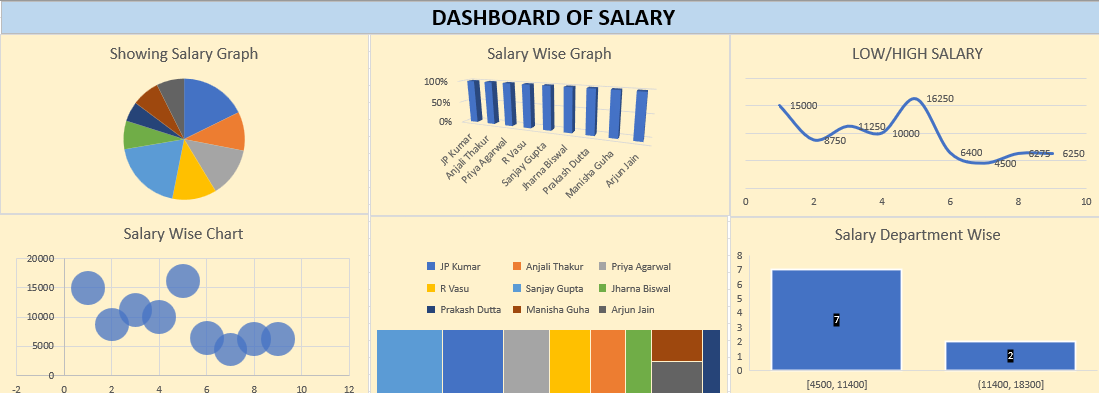 DASHBOARD OF SALARY
Showing Salary Graph
Salary Wise Graph
100%
50%
0%
JP Kumar
Anjali Thakur
Priya Agarwal
R Vasu
Sanjay Gupta
Jharna Biswal
Prakash Dutta
Manisha Guha
Arjun Jain
LOW/HIGH SALARY
15000
8750
11250
10000
16250
6400
4500
6275
6250
0 2 4 6 8 10
Salary Wise Chart
20000
15000
10000
5000
0
-2 0 2 4 6 8 10 12
JP Kumar Anjali Thakur Priya Agarwal
R Vasu Sanjay Gupta Jharna Biswal
Prakash Dutta Manisha Guha Arjun Jain
Salary Department Wise
8
7
6
5
4
3
2
1
0
7
2
[4500, 11400] (11400, 18300]